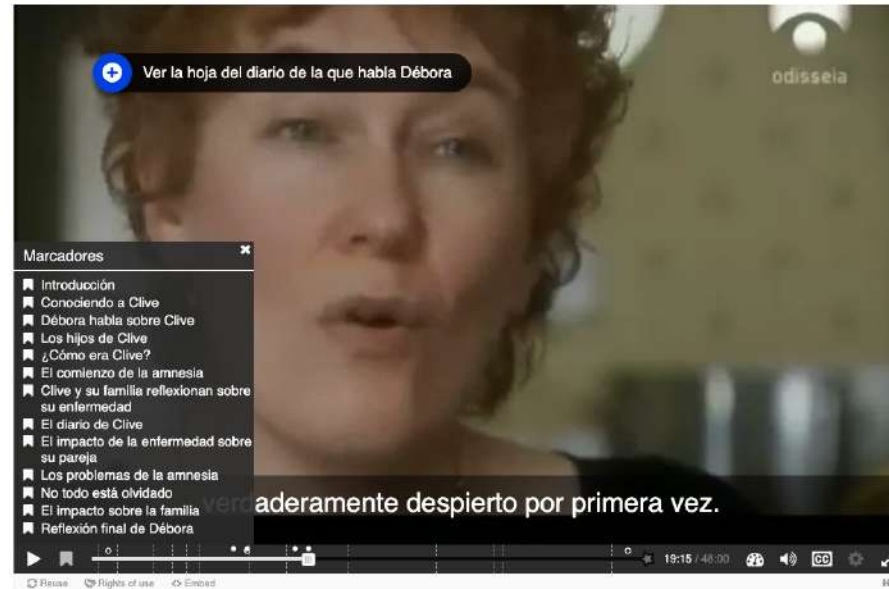 Ver la hoja del diario de la que habla Débora
odisseia
Marcadores
Introducción
Conociendo a Clive
Débora habla sobre Clive
Los hijos de Clive
¿Cómo era Clive?
El comienzo de la amnesia
Clive y su familia reflexionan sobre
su enfermedad
El diario de Clive
El impacto de la enfermedad sobre
su pareja
Los problemas de la amnesia
No todo está olvidado
El impacto sobre la familia
Reflexión final de Débora
verdaderamente despierto por primera vez.
19:15 / 48:00
CC
Reuse
Rights of use
Embed